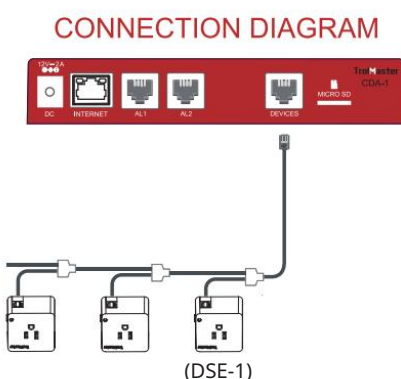 CONNECTION DIAGRAM
12V⎓2A
TrolMaster
CDA-1
MICRO SD
DC INTERNET AL1 AL2 DEVICES
(DSE-1)